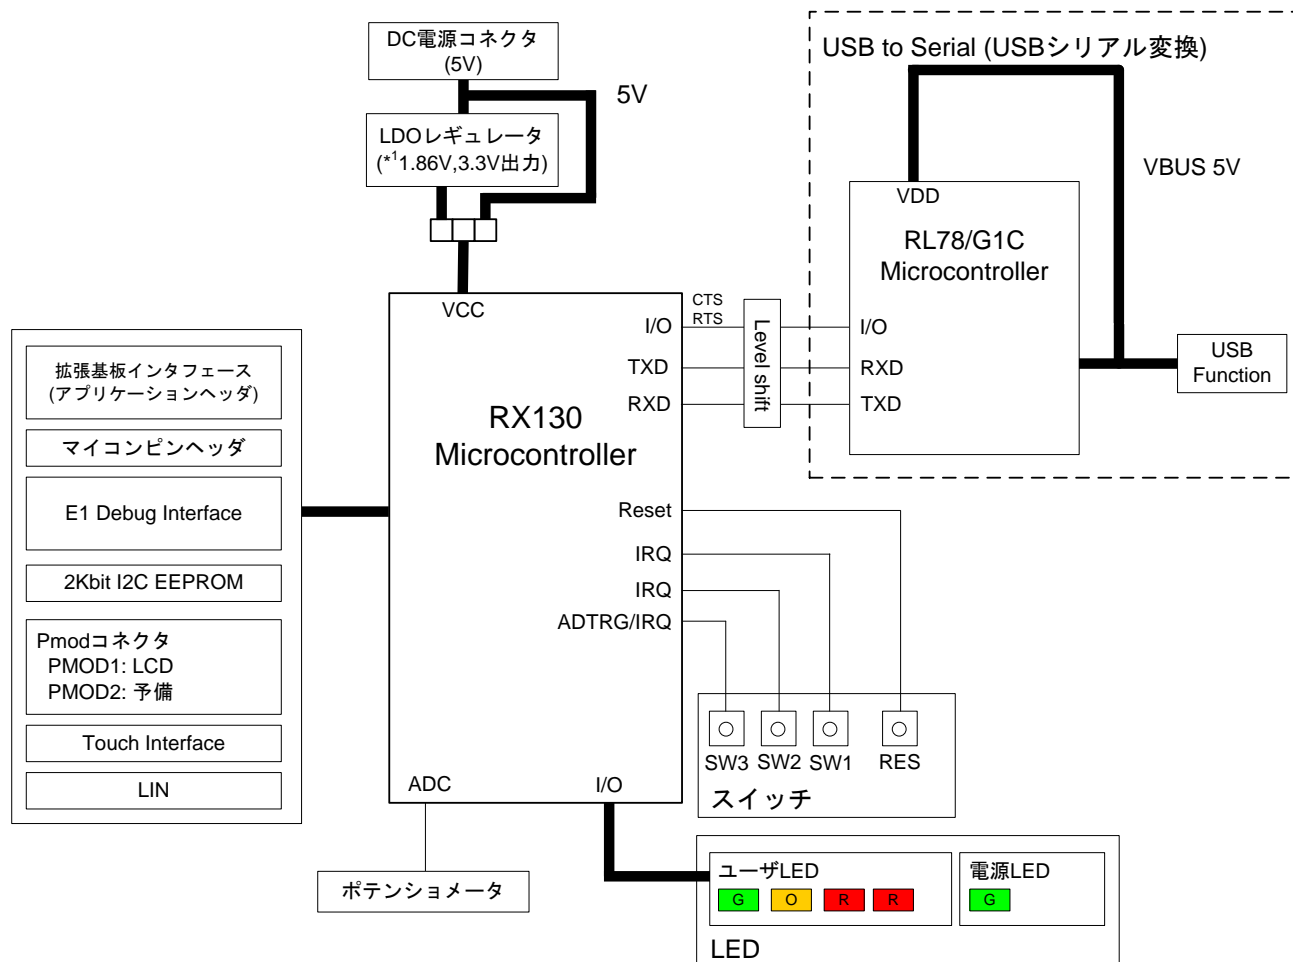 DC電源コネクタ
(5V)
5V
LDOレギュレータ
(*1 1.86V,3.3V出力)
USB to Serial (USBシリアル変換)
VBUS 5V
VDD
RL78/G1C
Microcontroller
I/O
RXD
TXD
USB
Function
Level shift
CTS
RTS
VCC
I/O
TXD
RXD
RX130
Microcontroller
Reset
IRQ
IRQ
ADTRG/IRQ
ADC
I/O
拡張基板インタフェース
(アプリケーションヘッダ)
マイコンピンヘッダ
E1 Debug Interface
2Kbit I2C EEPROM
Pmodコネクタ
PMOD1: LCD
PMOD2: 予備
Touch Interface
LIN
ポテンショメータ
SW3
SW2
SW1
RES
スイッチ
ユーザLED
G
O
R
R
電源LED
G
LED